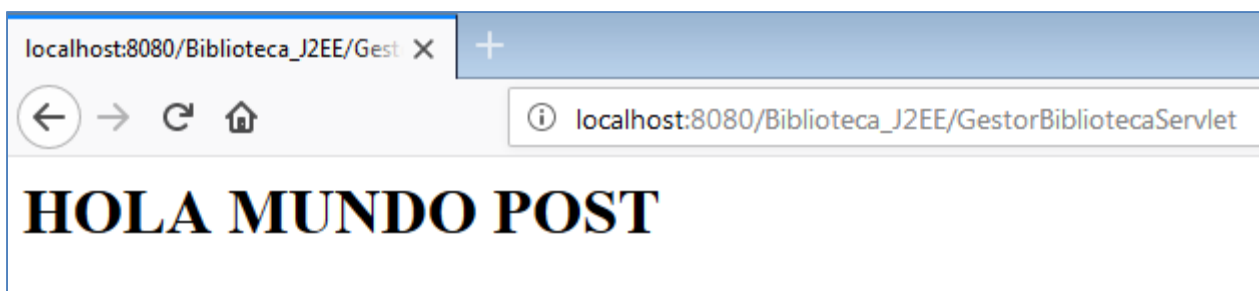 localhost:8080/Biblioteca_J2EE/Gest
localhost:8080/Biblioteca_J2EE/GestorBibliotecaServlet
HOLA MUNDO POST